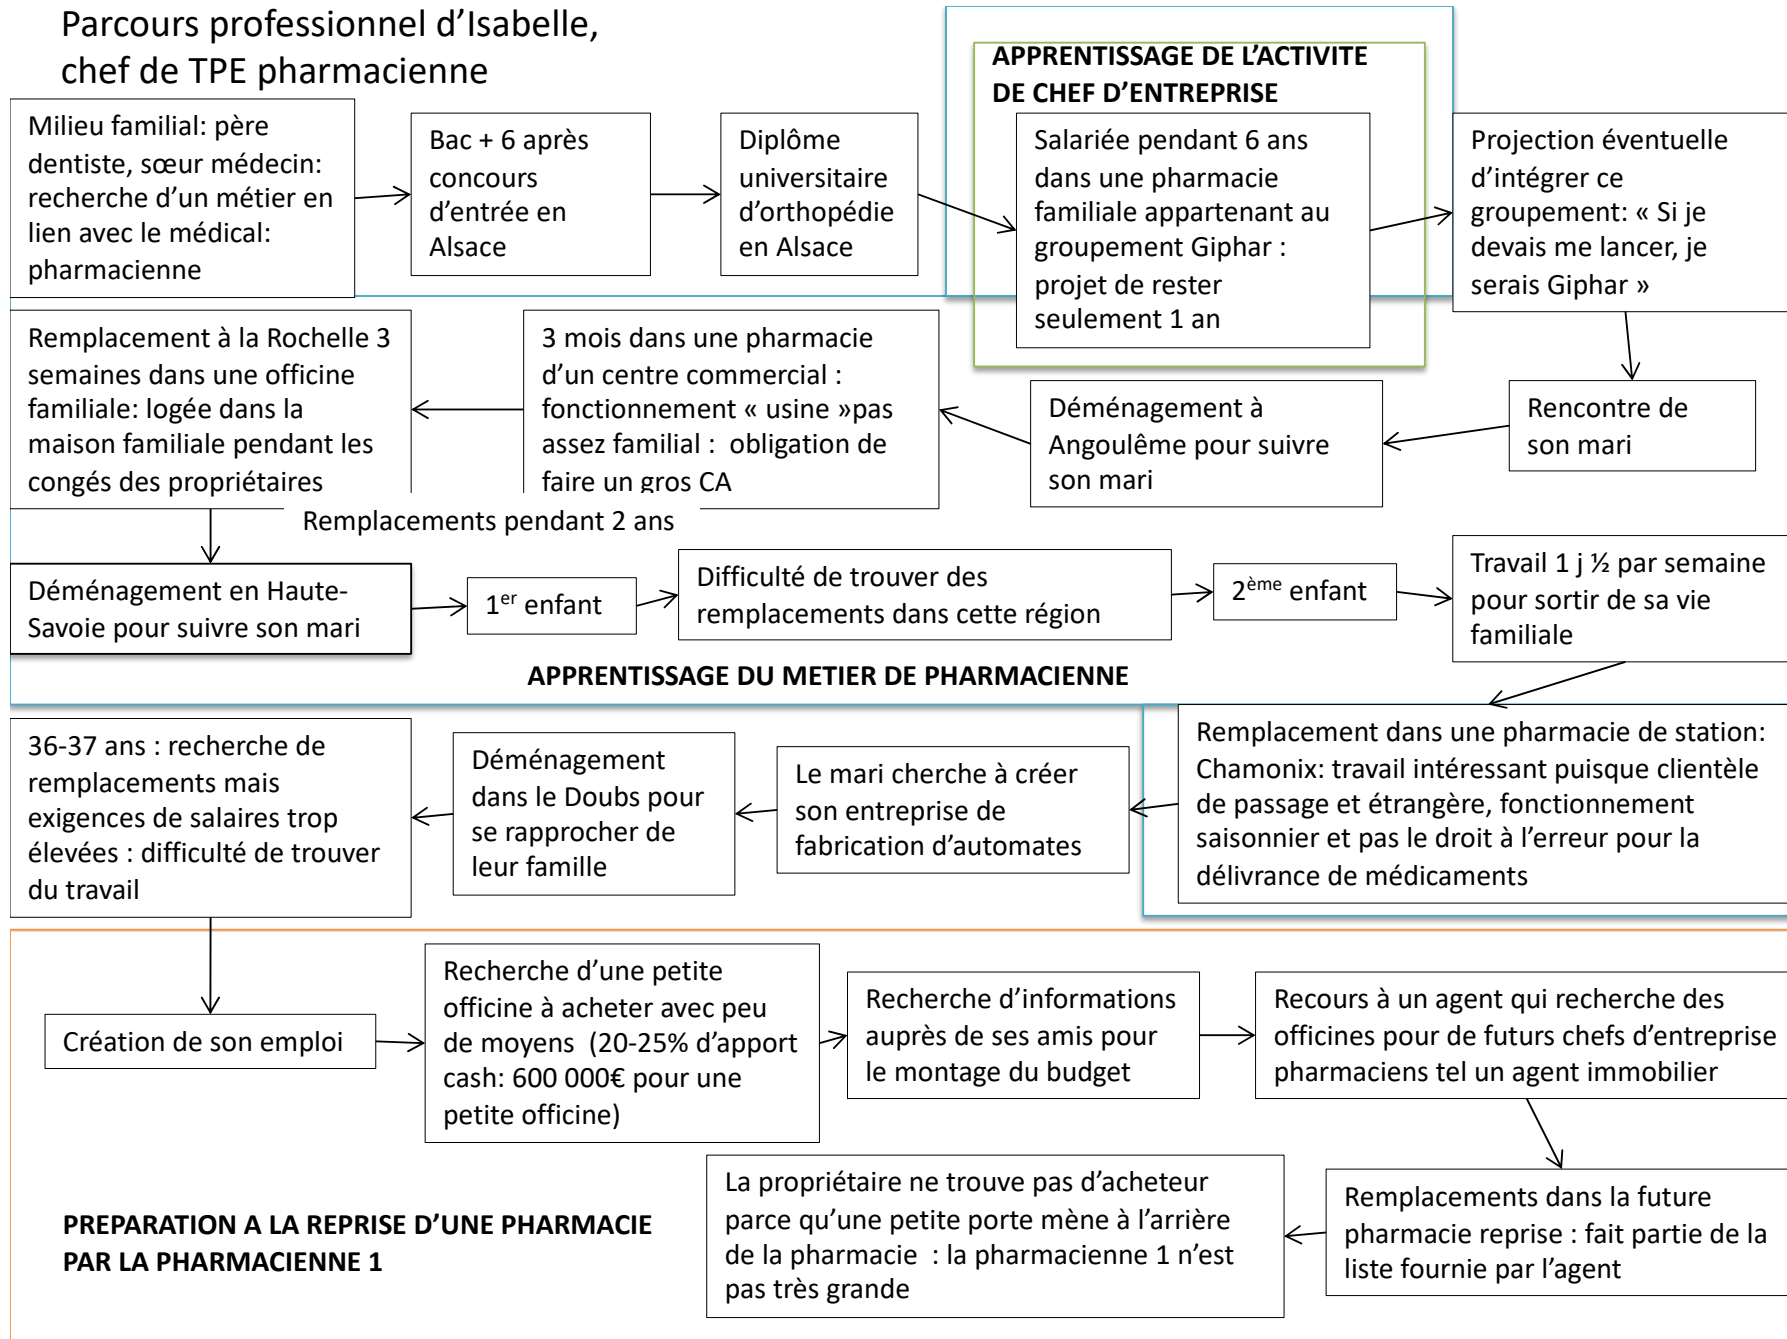 Parcours professionnel d’Isabelle,
chef de TPE pharmacienne
APPRENTISSAGE DE L’ACTIVITE
DE CHEF D’ENTREPRISE
Milieu familial: père
dentiste, sœur médecin:
recherche d’un métier en
lien avec le médical:
pharmacienne
Bac + 6 après
concours
d’entrée en
Alsace
Diplôme
universitaire
d’orthopédie
en Alsace
Salariée pendant 6 ans
dans une pharmacie
familiale appartenant au
groupement Giphar :
projet de rester
seulement 1 an
Projection éventuelle
d’intégrer ce
groupement: « Si je
devais me lancer, je
serais Giphar »
Rencontre de
son mari
Déménagement à
Angoulême pour suivre
son mari
3 mois dans une pharmacie
d’un centre commercial :
fonctionnement « usine »pas
assez familial : obligation de
faire un gros CA
Remplacement à la Rochelle 3
semaines dans une officine
familiale: logée dans la
maison familiale pendant les
congés des propriétaires
Remplacements pendant 2 ans
Déménagement en Haute-
Savoie pour suivre son mari
1er enfant
Difficulté de trouver des
remplacements dans cette région
2ème enfant
Travail 1 j ½ par semaine
pour sortir de sa vie
familiale
APPRENTISSAGE DU METIER DE PHARMACIENNE
Remplacement dans une pharmacie de station:
Chamonix: travail intéressant puisque clientèle
de passage et étrangère, fonctionnement
saisonnier et pas le droit à l’erreur pour la
délivrance de médicaments
Le mari cherche à créer
son entreprise de
fabrication d’automates
Déménagement
dans le Doubs pour
se rapprocher de
leur famille
36-37 ans : recherche de
remplacements mais
exigences de salaires trop
élevées : difficulté de trouver
du travail
Création de son emploi
Recherche d’une petite
officine à acheter avec peu
de moyens (20-25% d’apport
cash: 600 000€ pour une
petite officine)
Recherche d’informations
auprès de ses amis pour
le montage du budget
Recours à un agent qui recherche des
officines pour de futurs chefs d’entreprise
pharmaciens tel un agent immobilier
Remplacements dans la future
pharmacie reprise : fait partie de la
liste fournie par l’agent
La propriétaire ne trouve pas d’acheteur
parce qu’une petite porte mène à l’arrière
de la pharmacie : la pharmacienne 1 n’est
pas très grande
PREPARATION A LA REPRISE D’UNE PHARMACIE
PAR LA PHARMACIENNE 1